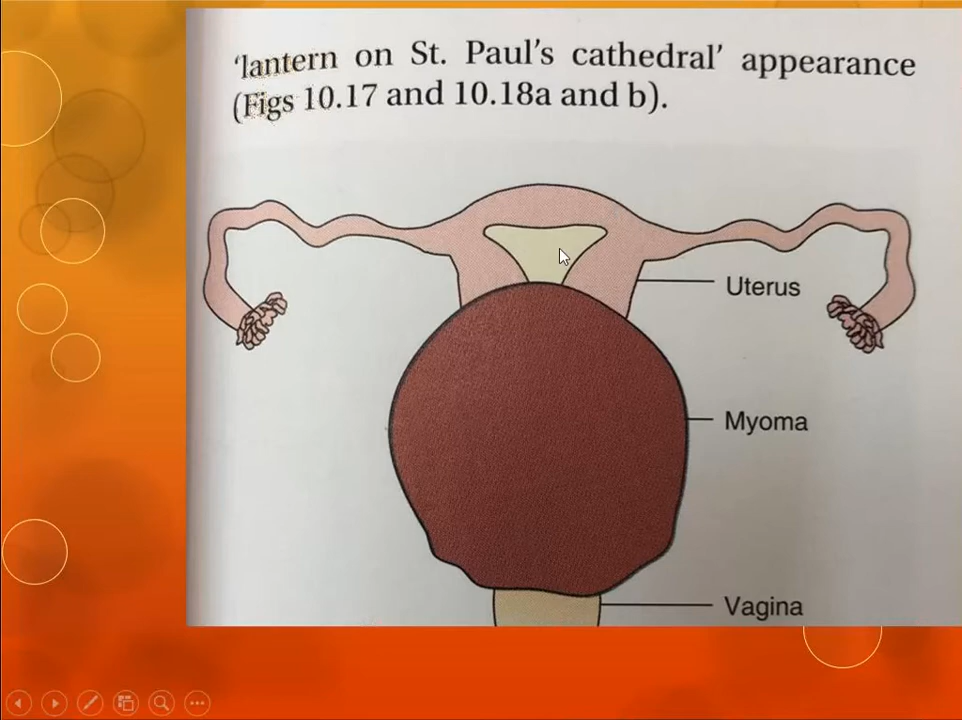 ‘lantern on St. Paul’s cathedral’ appearance
(Figs 10.17 and 10.18a and b).
Uterus
Myoma
Vagina